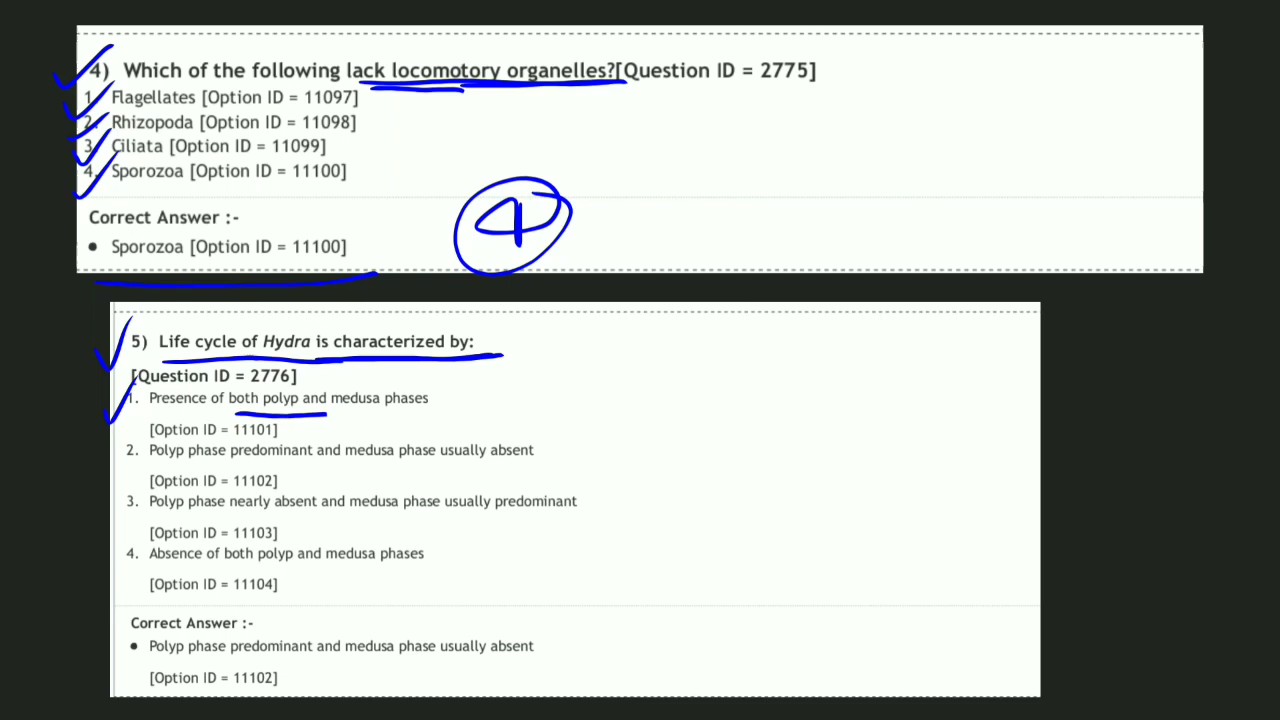 4) Which of the following lack locomotory organelles?[Question ID = 2775]
1. Flagellates [Option ID = 11097]
2. Rhizopoda [Option ID = 11098]
3. Ciliata [Option ID = 11099]
4. Sporozoa [Option ID = 11100]
Correct Answer :-
• Sporozoa [Option ID = 11100]
4
5) Life cycle of Hydra is characterized by:
[Question ID = 2776]
1. Presence of both polyp and medusa phases
[Option ID = 11101]
2. Polyp phase predominant and medusa phase usually absent
[Option ID = 11102]
3. Polyp phase nearly absent and medusa phase usually predominant
[Option ID = 11103]
4. Absence of both polyp and medusa phases
[Option ID = 11104]
Correct Answer :-
• Polyp phase predominant and medusa phase usually absent
[Option ID = 11102]